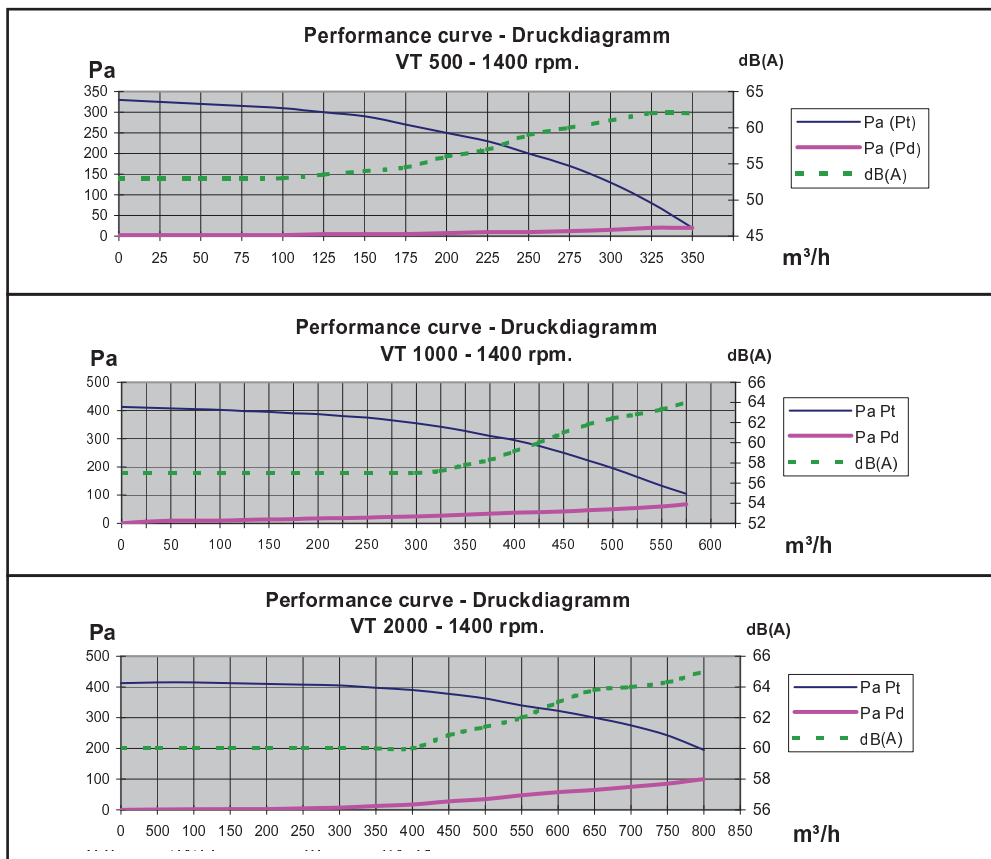 Performance curve - Druckdiagramm
VT 500 - 1400 rpm.
Pa
dB(A)
350
300
250
200
150
100
50
0
65
60
55
50
45
0 25 50 75 100 125 150 175 200 225 250 275 300 325 350
m³/h
Pa (Pt)
Pa (Pd)
dB(A)
Performance curve - Druckdiagramm
VT 1000 - 1400 rpm.
Pa
dB(A)
500
400
300
200
100
0
66
64
62
60
58
56
54
52
0 50 100 150 200 250 300 350 400 450 500 550 600
m³/h
Pa Pt
Pa Pd
dB(A)
Performance curve - Druckdiagramm
VT 2000 - 1400 rpm.
Pa
dB(A)
500
400
300
200
100
0
66
64
62
60
58
56
0 500 100 150 200 250 300 350 400 450 500 550 600 650 700 750 800 850
m³/h
Pa Pt
Pa Pd
dB(A)